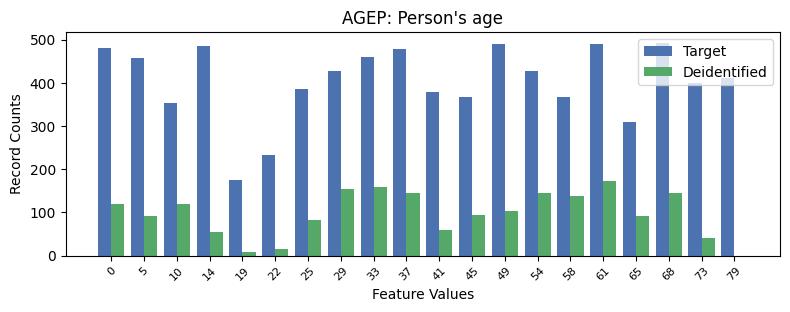 AGEP: Person's age
500
400
300
200
100
0
Record Counts
Target
Deidentified
0 5 10 14 19 22 25 29 33 37 41 45 49 54 58 61 65 68 73 79
Feature Values